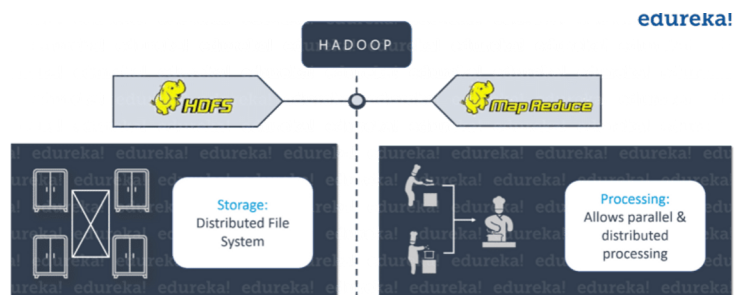 edureka!
HADOOP
HDFS
Map Reduce
Storage:
Distributed File
System
Processing:
Allows parallel &
distributed
processing